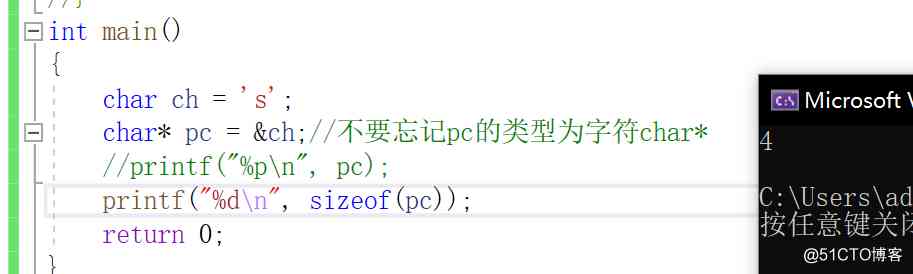 //}
int main()
{
char ch = 's';
char* pc = &ch;//不要忘记pc的类型为字符char*
//printf("%p\n", pc);
printf("%d\n", sizeof(pc));
return 0;
}
Microsoft V
4
C:\Users\ad
按任意键关闭
@51CTO博客